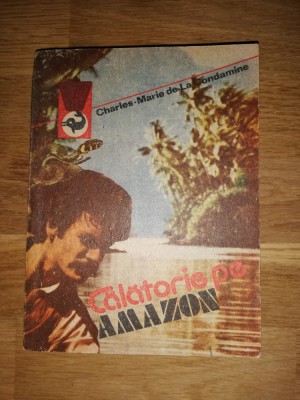 Charles-Marie de La Condamine
Călătorie pe
AMAZON